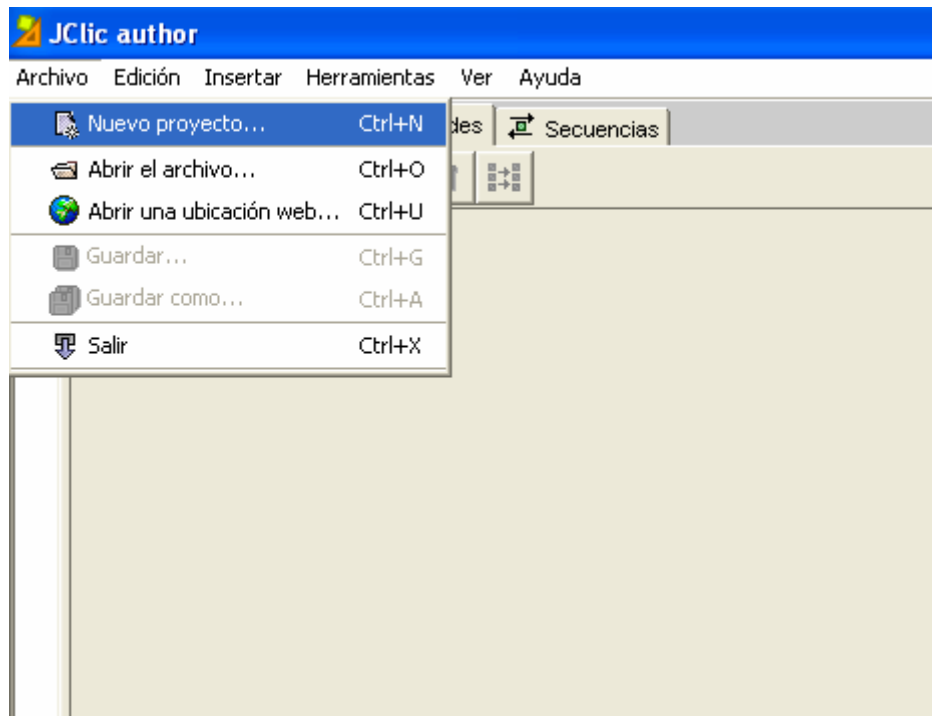 JClic author
Archivo Edición Insertar Herramientas Ver Ayuda
Nuevo proyecto... Ctrl+N
des Secuencias
Abrir el archivo... Ctrl+O
Abrir una ubicación web... Ctrl+U
Guardar... Ctrl+G
Guardar como... Ctrl+A
Salir Ctrl+X